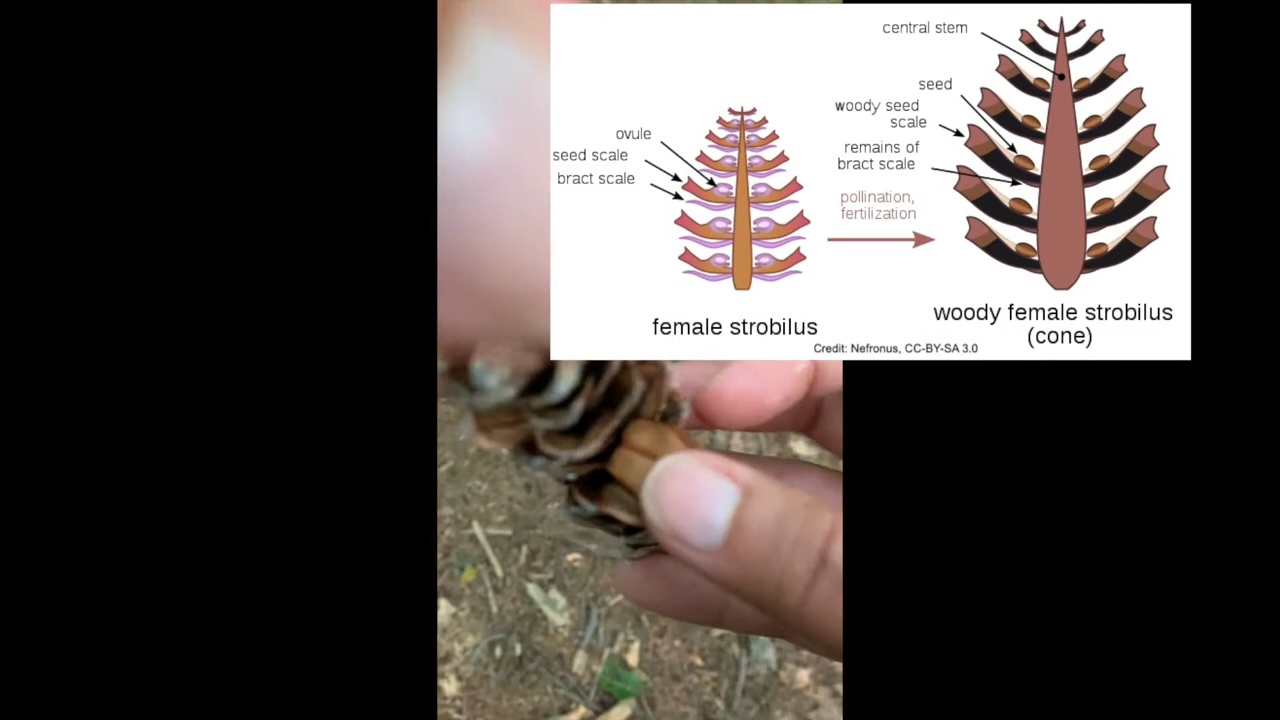 central stem
seed
woody seed
scale
remains of
bract scale
ovule
seed scale
bract scale
pollination,
fertilization
female strobilus
woody female strobilus
(cone)
Credit: Nefronus, CC-BY-SA 3.0